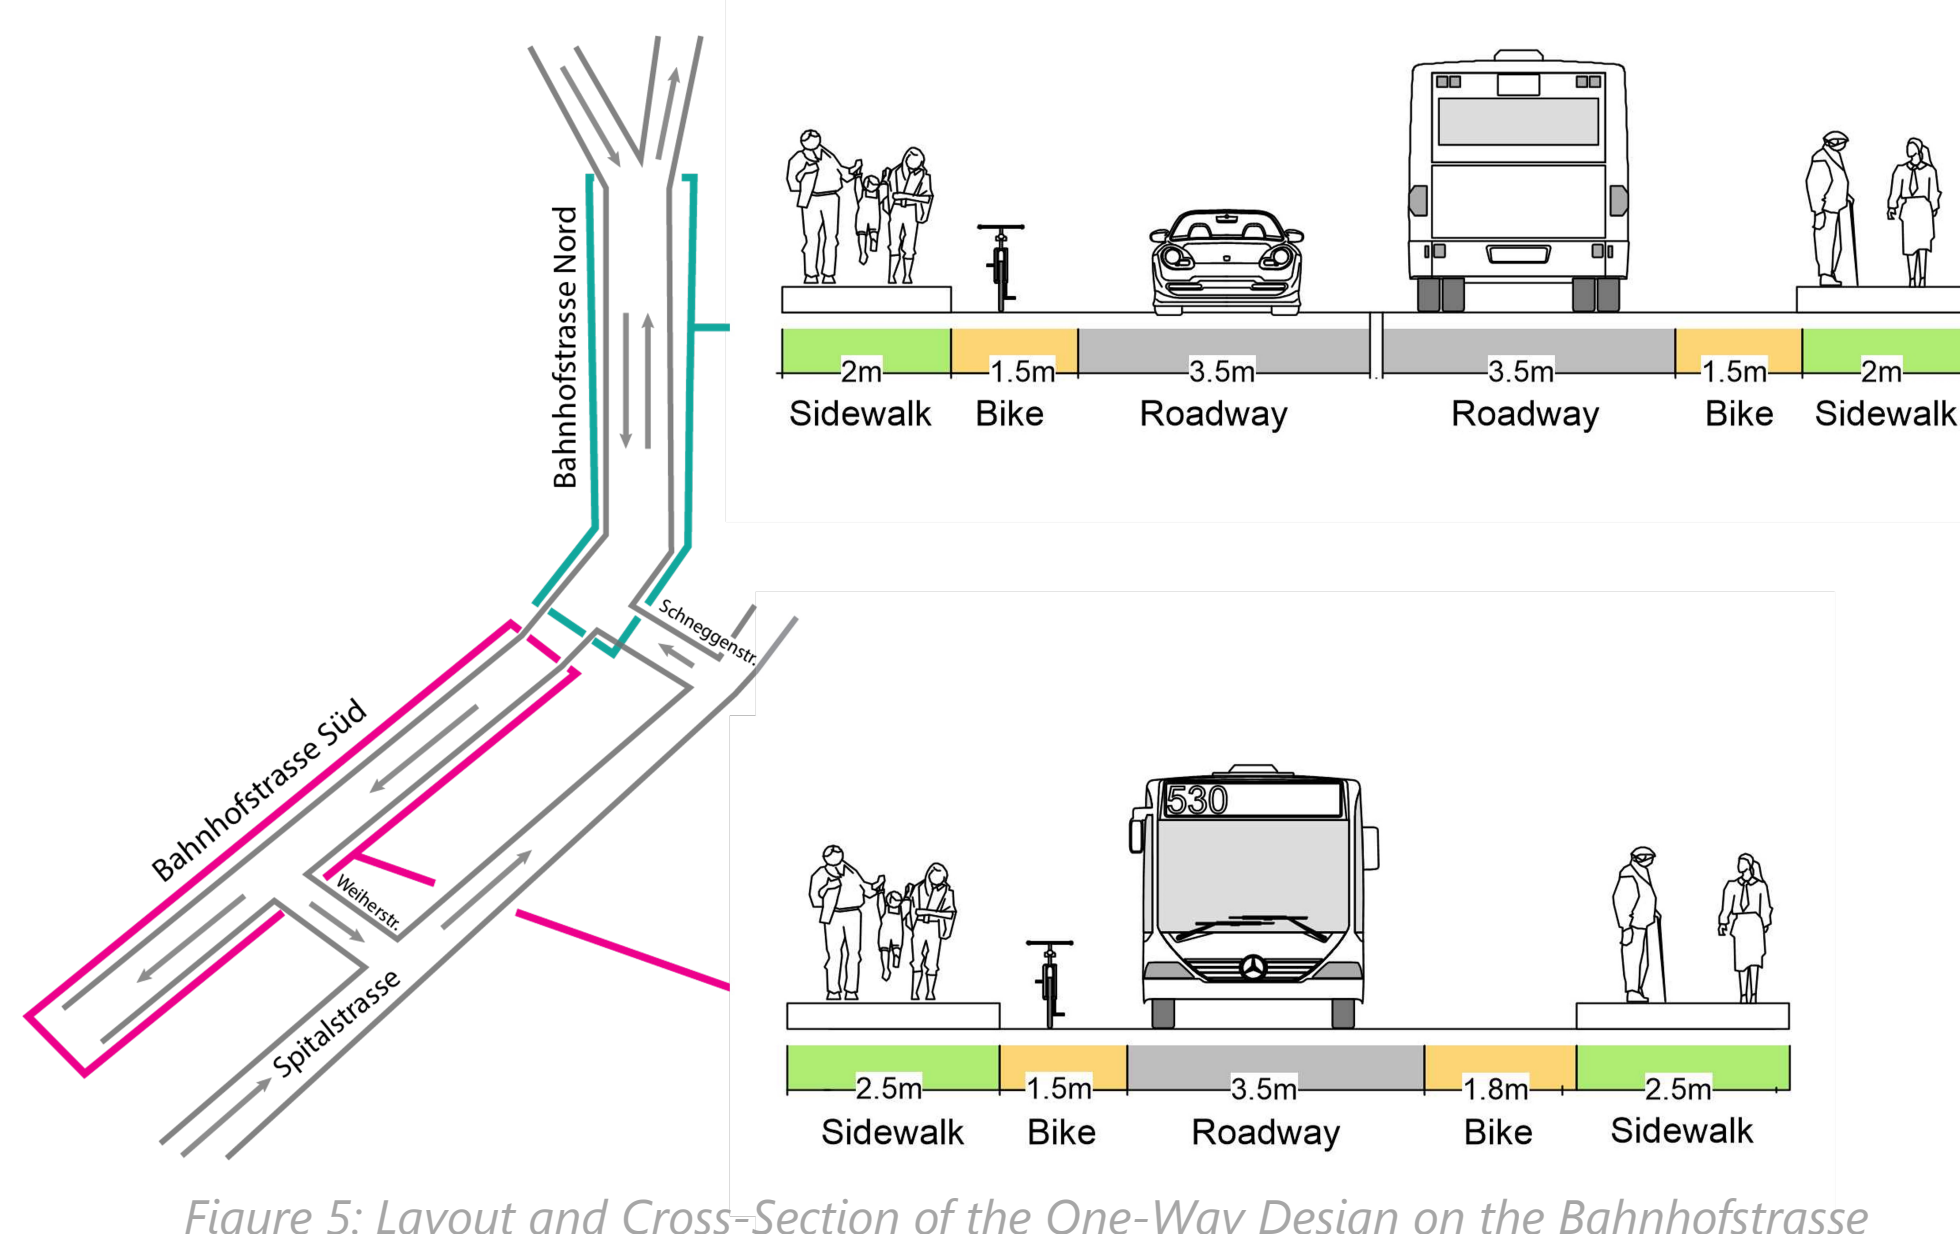 Bahnhofstrasse Nord
2m 1.5m 3.5m 3.5m 1.5m 2m
Sidewalk Bike Roadway Roadway Bike Sidewalk
Schneggenstr.
Bahnhofstrasse Süd
Weiherstr.
Spitalstrasse
530
2.5m 1.5m 3.5m 1.8m 2.5m
Sidewalk Bike Roadway Bike Sidewalk
Figure 5: Layout and Cross-Section of the One-Way Design on the Bahnhofstrasse